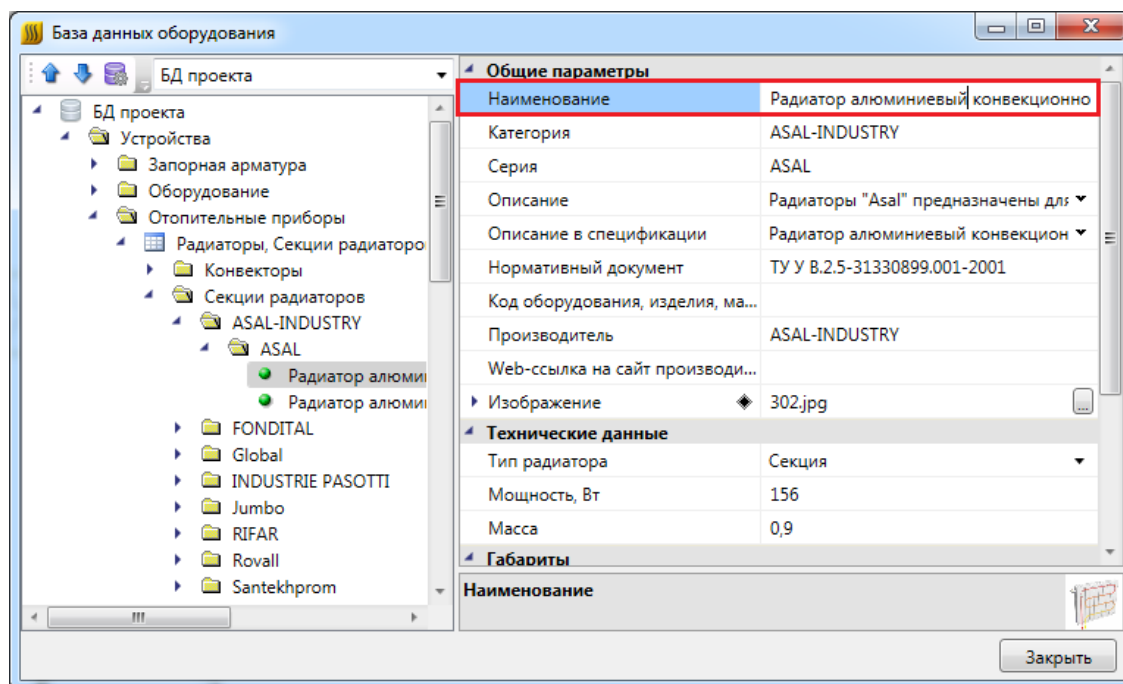 База данных оборудования
БД проекта
БД проекта
Устройства
Запорная арматура
Оборудование
Отопительные приборы
Радиаторы, Секции радиаторо
Конвекторы
Секции радиаторов
ASAL-INDUSTRY
ASAL
Радиатор алюми
Радиатор алюми
FONDITAL
Global
INDUSTRIE PASOTTI
Jumbo
RIFAR
Rovall
Santekhprom
Общие параметры
Наименование Радиатор алюминиевый конвекционно
Категория ASAL-INDUSTRY
Серия ASAL
Описание Радиаторы "Asal" предназначены для
Описание в спецификации Радиатор алюминиевый конвекцион
Нормативный документ ТУ У В.2.5-31330899.001-2001
Код оборудования, изделия, ма...
Производитель ASAL-INDUSTRY
Web-ссылка на сайт производи...
Изображение 302.jpg ...
Технические данные
Тип радиатора Секция
Мощность, Вт 156
Масса 0,9
Габариты
Наименование
Закрыть